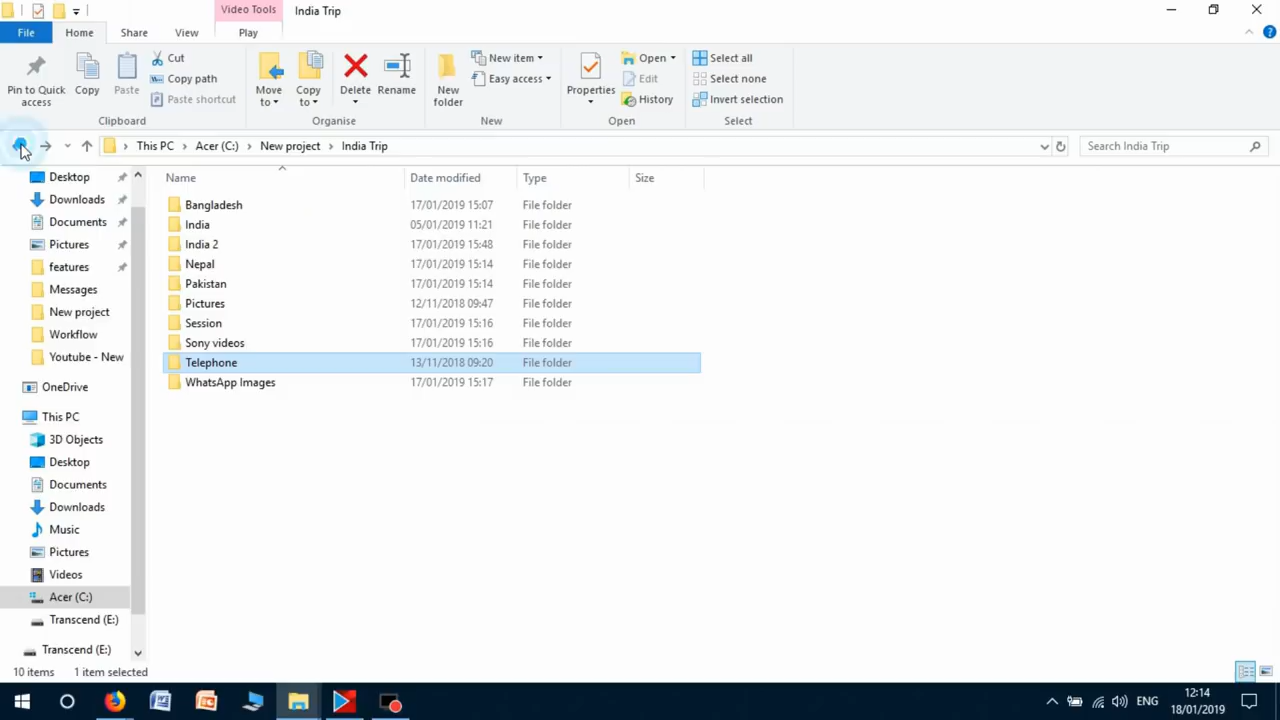 Video Tools
India Trip
File
Home
Share
View
Play
Pin to Quick access
Copy
Paste
Cut
Copy path
Paste shortcut
Clipboard
Move to
Copy to
Delete
Rename
Organise
New folder
New item
Easy access
New
Properties
Open
Edit
History
Open
Select all
Select none
Invert selection
Select
This PC > Acer (C:) > New project > India Trip
Search India Trip
Name Date modified Type Size
Bangladesh 17/01/2019 15:07 File folder
India 05/01/2019 11:21 File folder
India 2 17/01/2019 15:48 File folder
Nepal 17/01/2019 15:14 File folder
Pakistan 17/01/2019 15:14 File folder
Pictures 12/11/2018 09:47 File folder
Session 17/01/2019 15:16 File folder
Sony videos 17/01/2019 15:16 File folder
Telephone 13/11/2018 09:20 File folder
WhatsApp Images 17/01/2019 15:17 File folder
Desktop
Downloads
Documents
Pictures
features
Messages
New project
Workflow
Youtube - New
OneDrive
This PC
3D Objects
Desktop
Documents
Downloads
Music
Pictures
Videos
Acer (C:)
Transcend (E:)
Transcend (E:)
10 items 1 item selected
ENG
12:14
18/01/2019